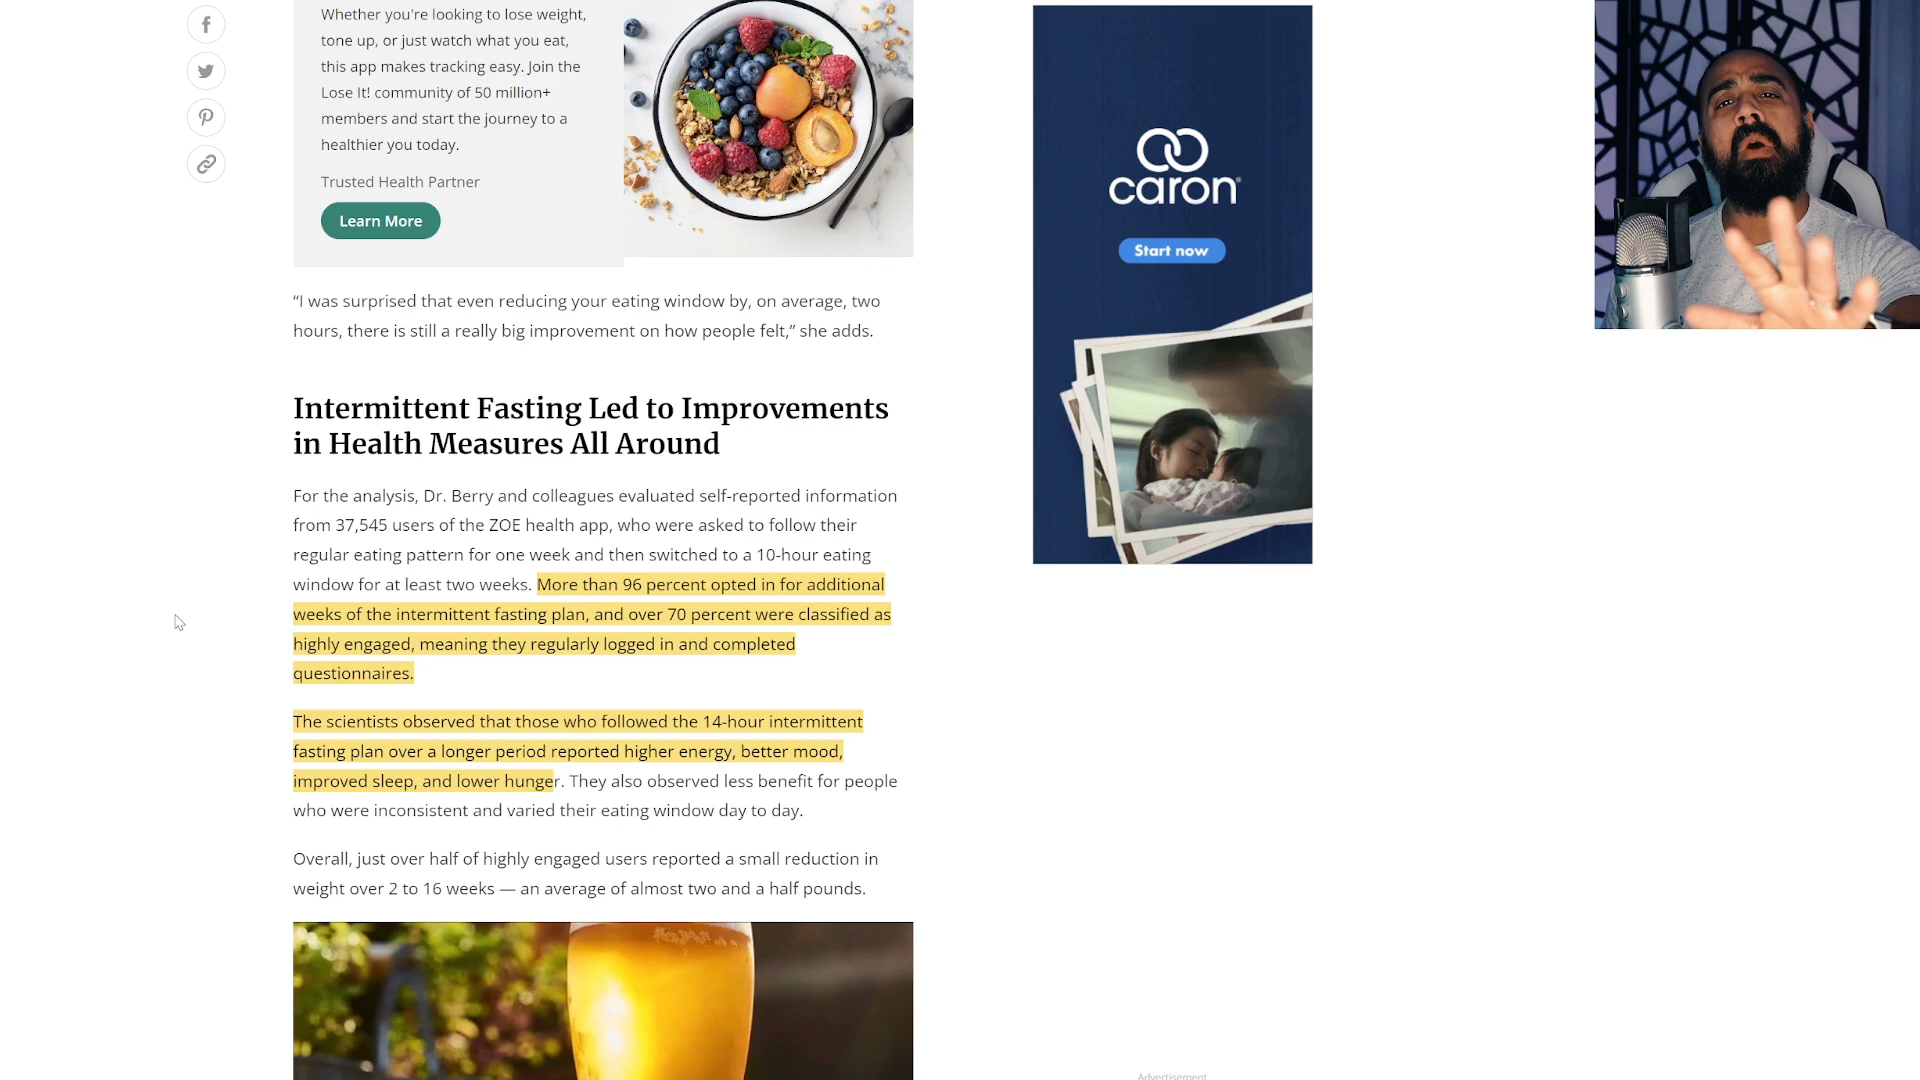 Whether you're looking to lose weight,
tone up, or just watch what you eat,
this app makes tracking easy. Join the
Lose It! community of 50 million+
members and start the journey to a
healthier you today.
Trusted Health Partner
Learn More
“I was surprised that even reducing your eating window by, on average, two
hours, there is still a really big improvement on how people felt,” she adds.
Intermittent Fasting Led to Improvements
in Health Measures All Around
For the analysis, Dr. Berry and colleagues evaluated self-reported information
from 37,545 users of the ZOE health app, who were asked to follow their
regular eating pattern for one week and then switched to a 10-hour eating
window for at least two weeks. More than 96 percent opted in for additional
weeks of the intermittent fasting plan, and over 70 percent were classified as
highly engaged, meaning they regularly logged in and completed
questionnaires.
The scientists observed that those who followed the 14-hour intermittent
fasting plan over a longer period reported higher energy, better mood,
improved sleep, and lower hunger. They also observed less benefit for people
who were inconsistent and varied their eating window day to day.
Overall, just over half of highly engaged users reported a small reduction in
weight over 2 to 16 weeks — an average of almost two and a half pounds.
caron
Start now
Advertisement